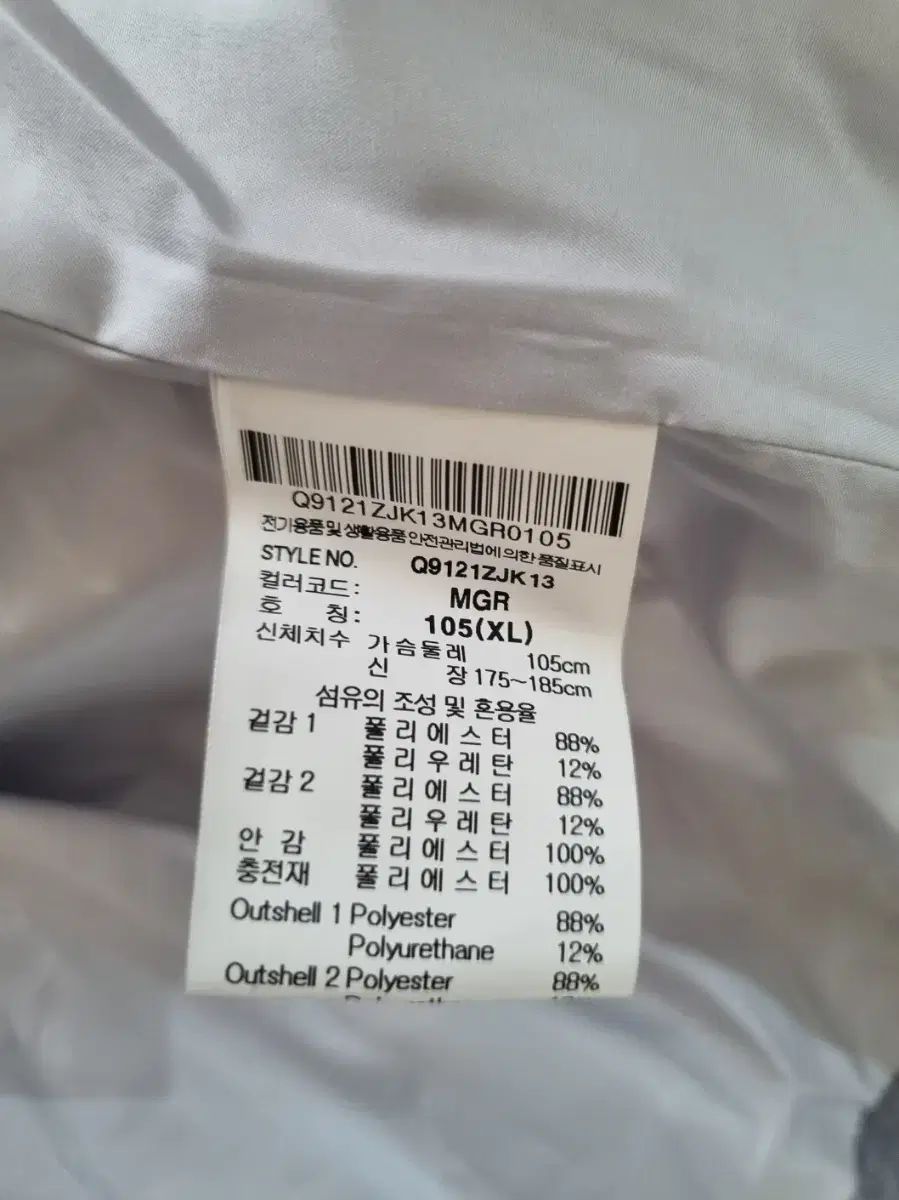 Q9121ZJK13MGR0105
전기용품및 생활용품 안전관리법에 의한 품질표시
STYLE NO. Q9121ZJK13
컬러코드: MGR
호 칭: 105(XL)
신체치수 가슴둘레 105cm
신 장 175~185cm
섬유의 조성 및 혼용율
겉감 1 폴리에스터 88%
폴리우레탄 12%
겉감 2 폴리에스터 88%
폴리우레탄 12%
안 감 폴리에스터 100%
충전재 폴리에스터 100%
Outshell 1 Polyester 88%
Polyurethane 12%
Outshell 2 Polyester 88%